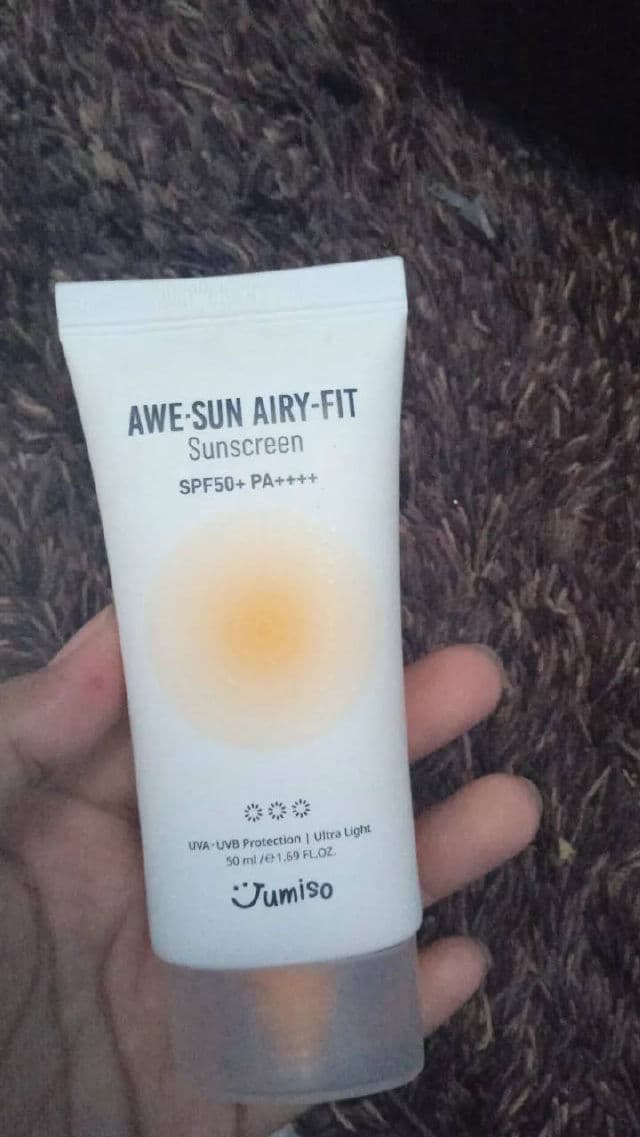 AWE·SUN AIRY-FIT
Sunscreen
SPF50+ PA++++
UVA·UVB Protection | Ultra Light
50 ml /℮1.69 FL.OZ.
Jumiso